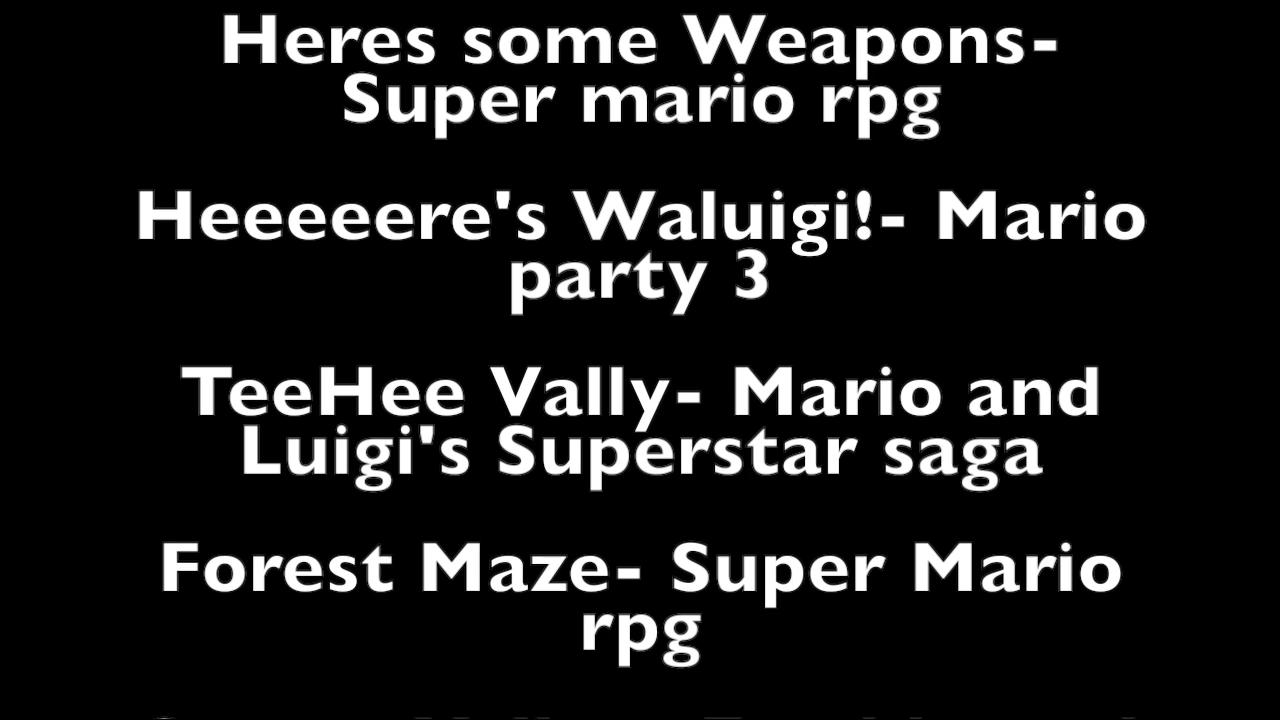 Heres some Weapons-
Super mario rpg
Heeeeere's Waluigi!- Mario
party 3
TeeHee Vally- Mario and
Luigi's Superstar saga
Forest Maze- Super Mario
rpg